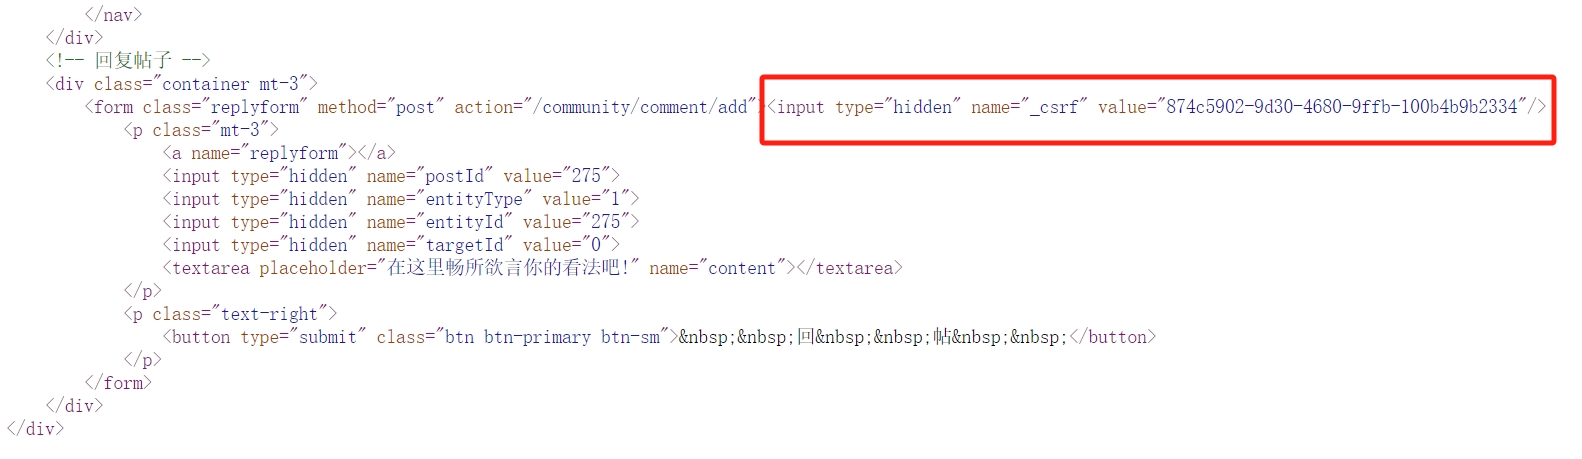 </nav>
</div>
<!-- 回复帖子 -->
<div class="container mt-3">
<form class="replyform" method="post" action="/community/comment/add"><input type="hidden" name="_csrf" value="874c5902-9d30-4680-9ffb-100b4b9b2334"/>
<p class="mt-3">
<a name="replyform"></a>
<input type="hidden" name="postId" value="275">
<input type="hidden" name="entityType" value="1">
<input type="hidden" name="entityId" value="275">
<input type="hidden" name="targetId" value="0">
<textarea placeholder="在这里畅所欲言你的看法吧!" name="content"></textarea>
</p>
<p class="text-right">
<button type="submit" class="btn btn-primary btn-sm">&nbsp;&nbsp;回&nbsp;&nbsp;帖&nbsp;&nbsp;</button>
</p>
</form>
</div>
</div>